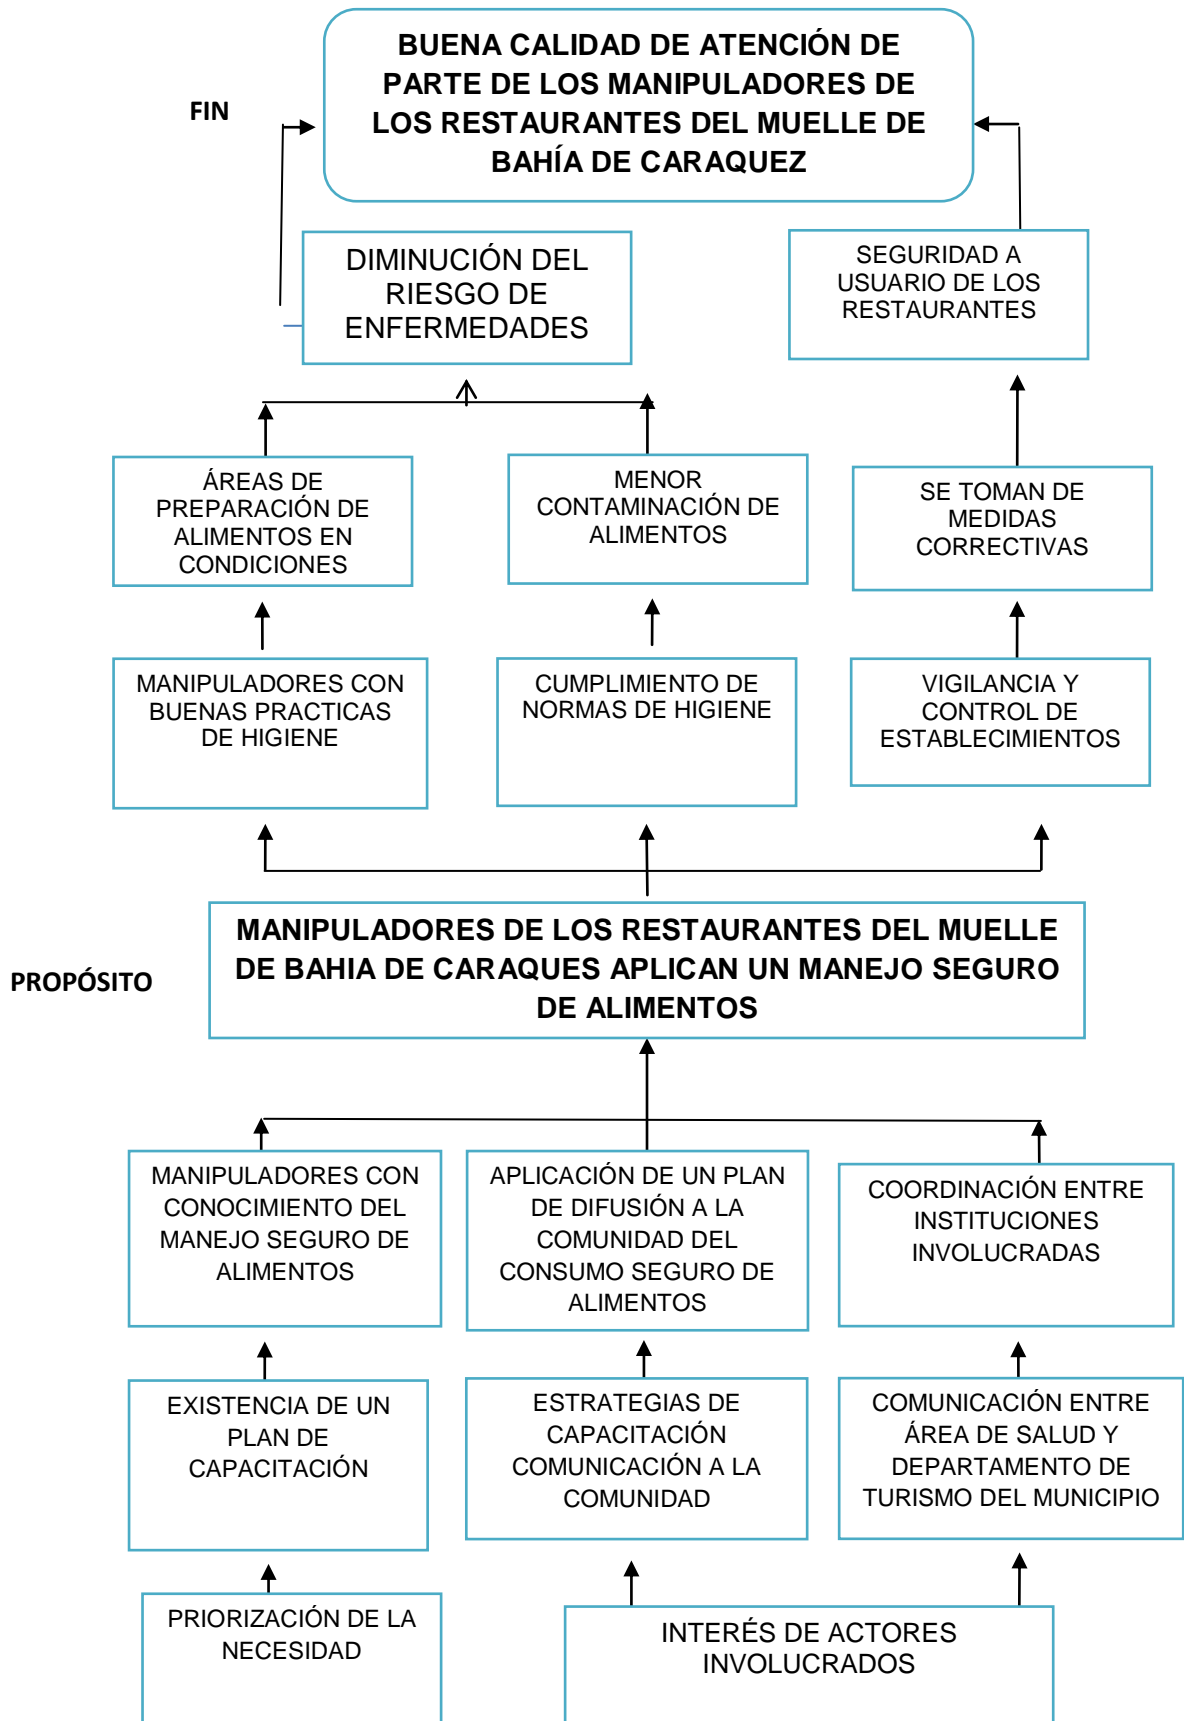 BUENA CALIDAD DE ATENCIÓN DE
PARTE DE LOS MANIPULADORES DE
LOS RESTAURANTES DEL MUELLE DE
BAHÍA DE CARAQUEZ
FIN
DIMINUCIÓN DEL
RIESGO DE
ENFERMEDADES
SEGURIDAD A
USUARIO DE LOS
RESTAURANTES
ÁREAS DE
PREPARACIÓN DE
ALIMENTOS EN
CONDICIONES
MENOR
CONTAMINACIÓN DE
ALIMENTOS
SE TOMAN DE
MEDIDAS
CORRECTIVAS
MANIPULADORES CON
BUENAS PRACTICAS
DE HIGIENE
CUMPLIMIENTO DE
NORMAS DE HIGIENE
VIGILANCIA Y
CONTROL DE
ESTABLECIMIENTOS
MANIPULADORES DE LOS RESTAURANTES DEL MUELLE
DE BAHIA DE CARAQUES APLICAN UN MANEJO SEGURO
DE ALIMENTOS
PROPÓSITO
MANIPULADORES CON
CONOCIMIENTO DEL
MANEJO SEGURO DE
ALIMENTOS
APLICACIÓN DE UN PLAN
DE DIFUSIÓN A LA
COMUNIDAD DEL
CONSUMO SEGURO DE
ALIMENTOS
COORDINACIÓN ENTRE
INSTITUCIONES
INVOLUCRADAS
EXISTENCIA DE UN
PLAN DE
CAPACITACIÓN
ESTRATEGIAS DE
CAPACITACIÓN
COMUNICACIÓN A LA
COMUNIDAD
COMUNICACIÓN ENTRE
ÁREA DE SALUD Y
DEPARTAMENTO DE
TURISMO DEL MUNICIPIO
PRIORIZACIÓN DE LA
NECESIDAD
INTERÉS DE ACTORES
INVOLUCRADOS